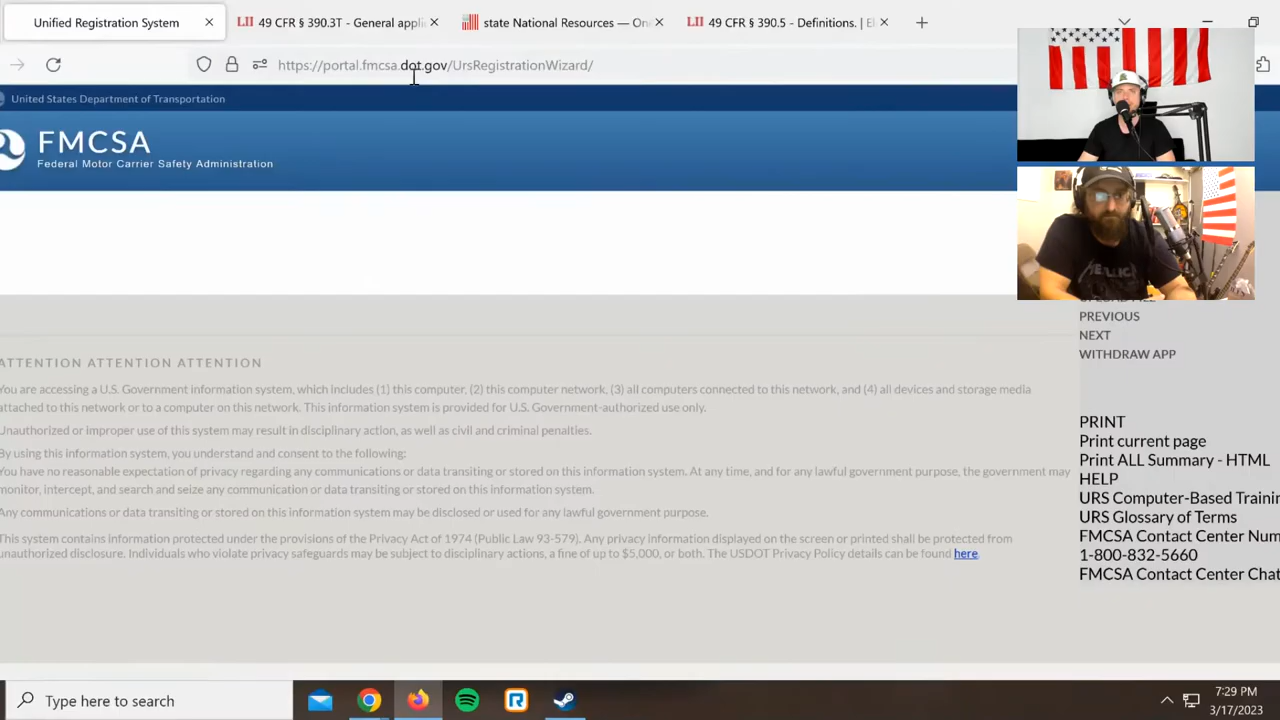 Unified Registration System
LII 49 CFR § 390.3T - General appli
state National Resources — On
LII 49 CFR § 390.5 - Definitions. | El
https://portal.fmcsa.dot.gov/UrsRegistrationWizard/
United States Department of Transportation
FMCSA
Federal Motor Carrier Safety Administration
METALLICA
PREVIOUS
NEXT
WITHDRAW APP
ATTENTION ATTENTION ATTENTION
You are accessing a U.S. Government information system, which includes (1) this computer, (2) this computer network, (3) all computers connected to this network, and (4) all devices and storage media
attached to this network or to a computer on this network. This information system is provided for U.S. Government-authorized use only.
Unauthorized or improper use of this system may result in disciplinary action, as well as civil and criminal penalties.
By using this information system, you understand and consent to the following:
You have no reasonable expectation of privacy regarding any communications or data transiting or stored on this information system. At any time, and for any lawful government purpose, the government may
monitor, intercept, and search and seize any communication or data transiting or stored on this information system.
Any communications or data transiting or stored on this information system may be disclosed or used for any lawful government purpose.
This system contains information protected under the provisions of the Privacy Act of 1974 (Public Law 93-579). Any privacy information displayed on the screen or printed shall be protected from
unauthorized disclosure. Individuals who violate privacy safeguards may be subject to disciplinary actions, a fine of up to $5,000, or both. The USDOT Privacy Policy details can be found here.
PRINT
Print current page
Print ALL Summary - HTML
HELP
URS Computer-Based Trainin
URS Glossary of Terms
FMCSA Contact Center Num
1-800-832-5660
FMCSA Contact Center Chat
Type here to search
7:29 PM
3/17/2023